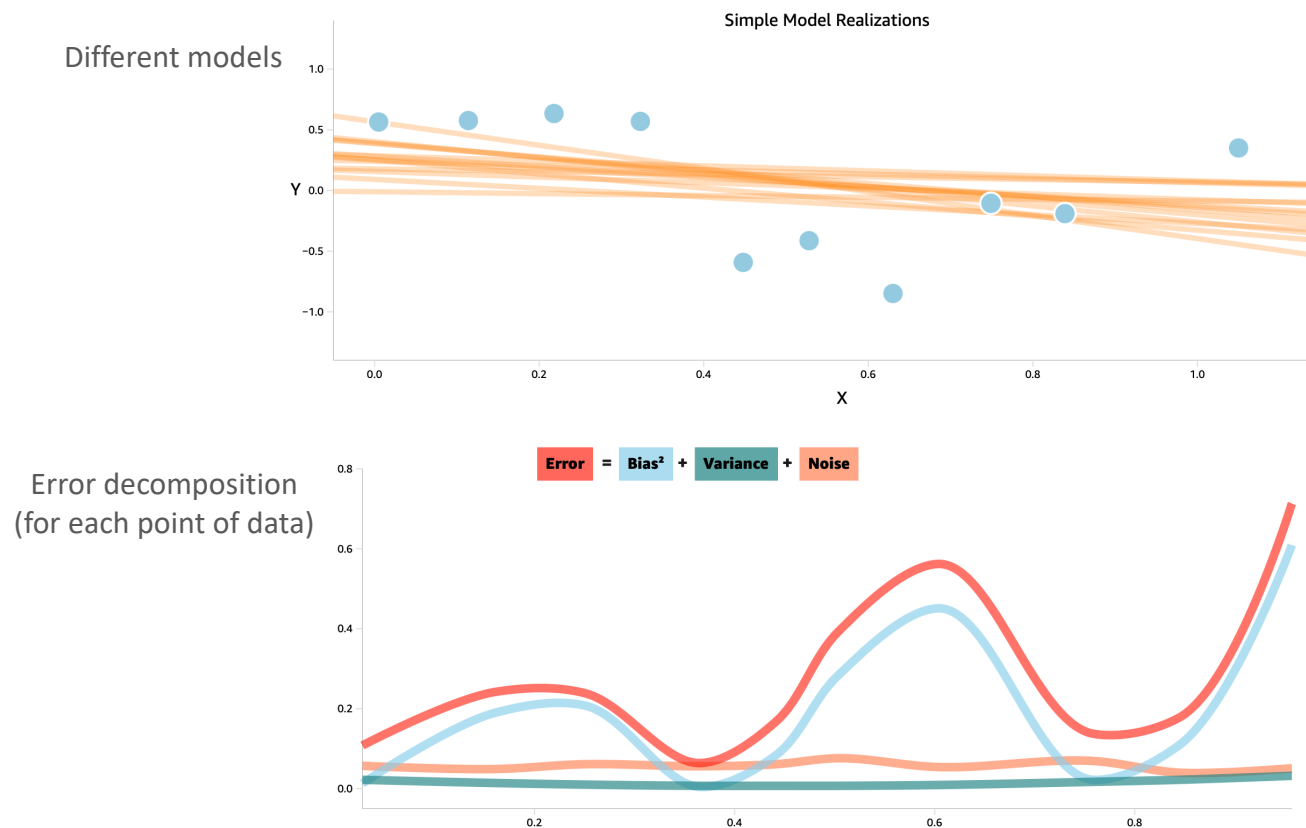 Simple Model Realizations
Different models
1.0
0.5
Y 0.0
−0.5
−1.0
0.0 0.2 0.4 0.6 0.8 1.0
X
Error = Bias² + Variance + Noise
Error decomposition
(for each point of data)
0.8
0.6
0.4
0.2
0.0
0.2 0.4 0.6 0.8